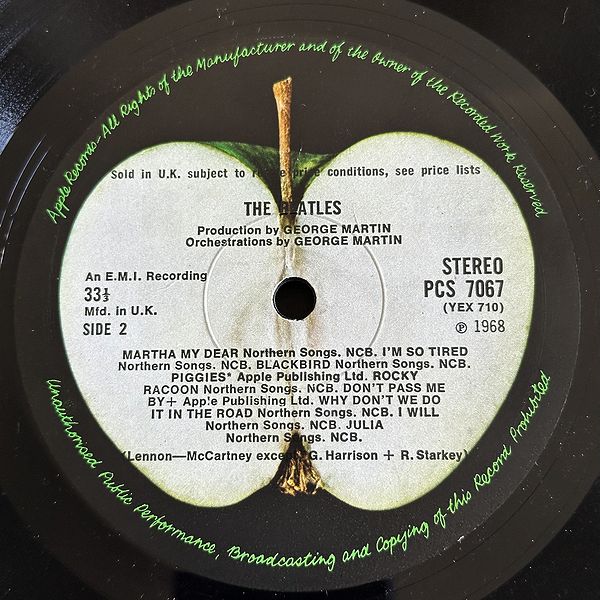 Apple Records-All Rights of the Manufacturer and of the Owner of the Recorded Work Reserved
Sold in U.K. subject to price conditions, see price lists
THE BEATLES
Production by GEORGE MARTIN
Orchestrations by GEORGE MARTIN
An E.M.I. Recording
33⅓
Mfd. in U.K.
SIDE 2
STEREO
PCS 7067
(YEX 710)
℗ 1968
MARTHA MY DEAR Northern Songs. NCB. I'M SO TIRED
Northern Songs. NCB. BLACKBIRD Northern Songs. NCB.
PIGGIES* Apple Publishing Ltd. ROCKY
RACOON Northern Songs. NCB. DON'T PASS ME
BY+ Apple Publishing Ltd. WHY DON'T WE DO
IT IN THE ROAD Northern Songs. NCB. I WILL
Northern Songs. NCB. JULIA
Northern Songs. NCB.
(Lennon—McCartney except G. Harrison + R. Starkey)
Unauthorised Public Performance, Broadcasting and Copying of this Record Prohibited